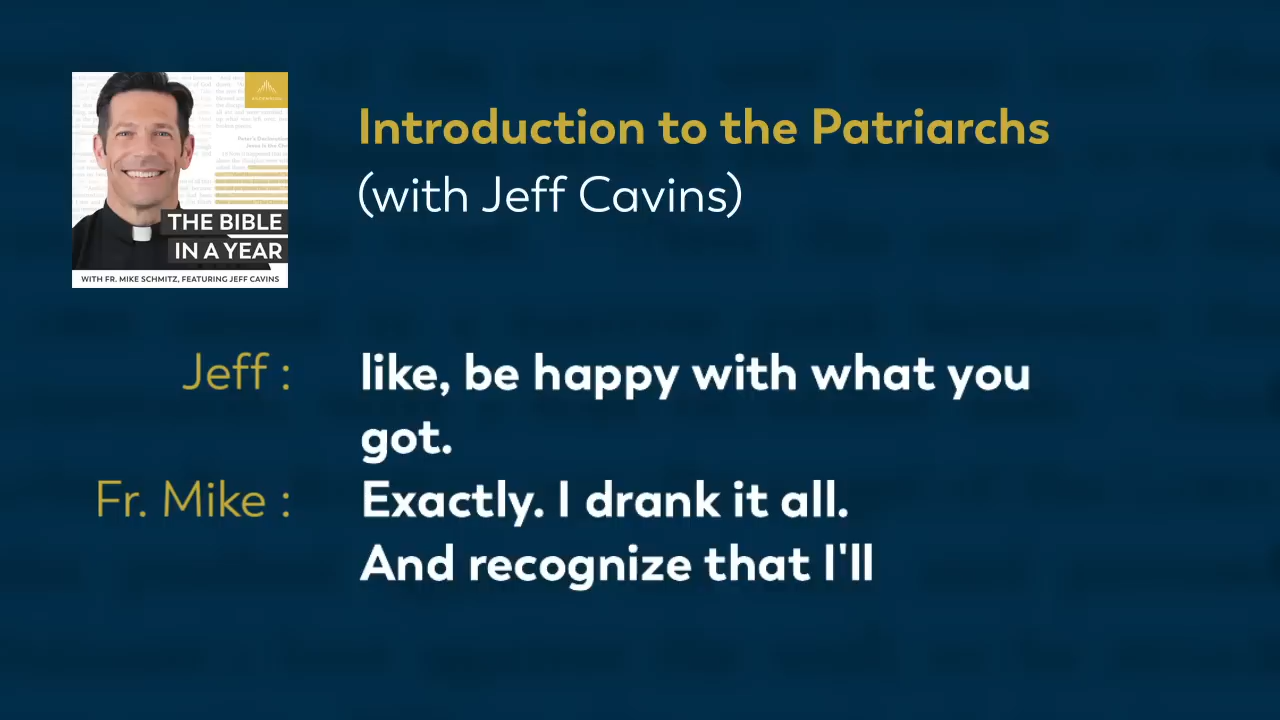 THE BIBLE
IN A YEAR
WITH FR. MIKE SCHMITZ, FEATURING JEFF CAVINS
Introduction to the Patriarchs
(with Jeff Cavins)
Jeff : like, be happy with what you
got.
Fr. Mike : Exactly. I drank it all.
And recognize that I'll